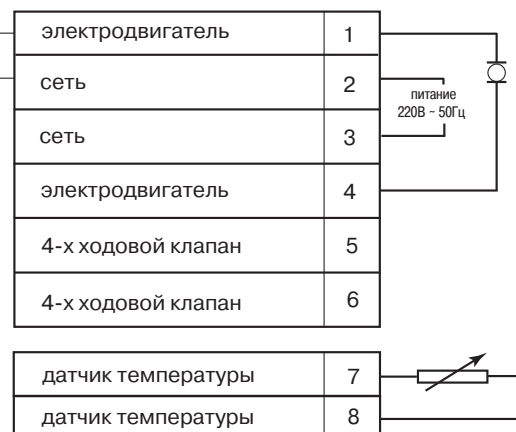 электродвигатель 1
сеть 2
питание
220В ~ 50Гц
сеть 3
электродвигатель 4
4-х ходовой клапан 5
4-х ходовой клапан 6
датчик температуры 7
датчик температуры 8